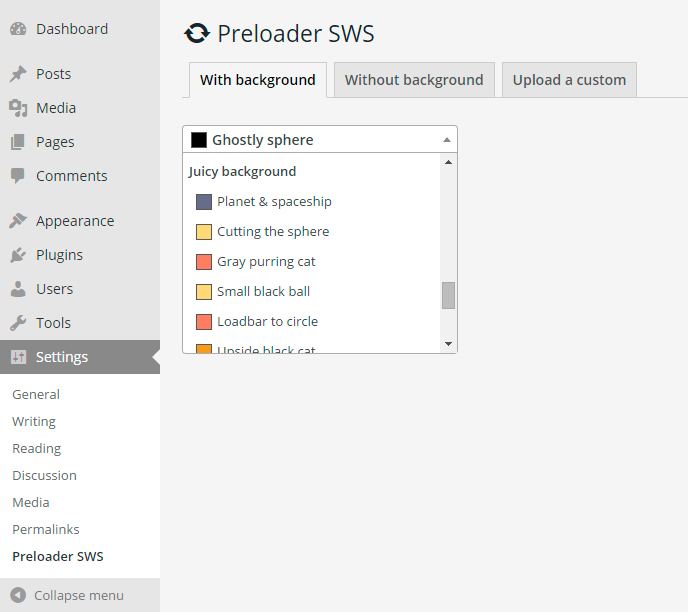 Dashboard
Posts
Media
Pages
Comments
Appearance
Plugins
Users
Tools
Settings
General
Writing
Reading
Discussion
Media
Permalinks
Preloader SWS
Collapse menu
Preloader SWS
With background
Without background
Upload a custom
Ghostly sphere
Juicy background
Planet & spaceship
Cutting the sphere
Gray purring cat
Small black ball
Loadbar to circle
Upside black cat